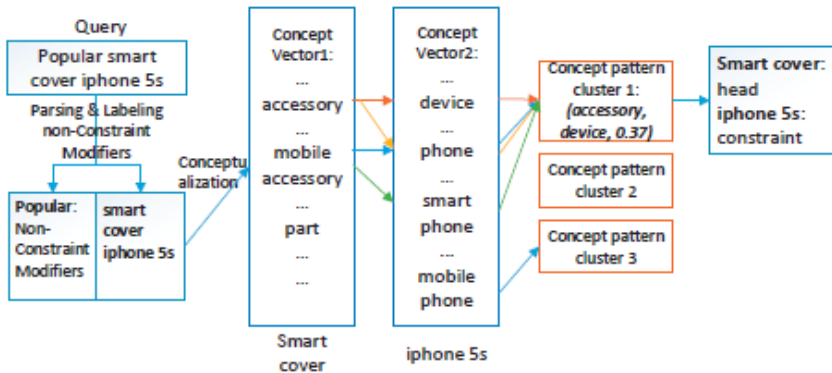 Query
Popular smart
cover iphone 5s
Parsing & Labeling
non-Constraint
Modifiers
Popular:
Non-
Constraint
Modifiers
smart
cover
iphone 5s
Conceptu
alization
Concept
Vector1:
...
accessory
...
mobile
accessory
...
part
...
...
Smart
cover
Concept
Vector2:
...
device
...
phone
...
smart
phone
...
mobile
phone
iphone 5s
Concept pattern
cluster 1:
(accessory,
device, 0.37)
Concept pattern
cluster 2
Concept pattern
cluster 3
Smart cover:
head
iphone 5s:
constraint